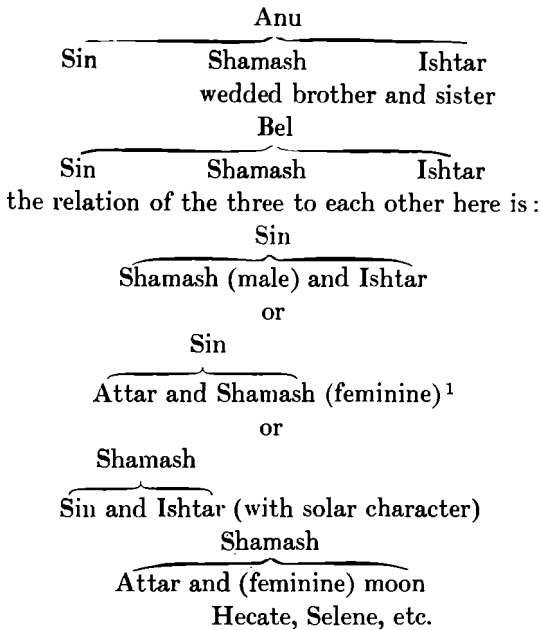 Anu
Sin Shamash Ishtar
wedded brother and sister
Bel
Sin Shamash Ishtar
the relation of the three to each other here is:
Sin
Shamash (male) and Ishtar
or
Sin
Attar and Shamash (feminine) 1
or
Shamash
Sin and Ishtar (with solar character)
Shamash
Attar and (feminine) moon
Hecate, Selene, etc.